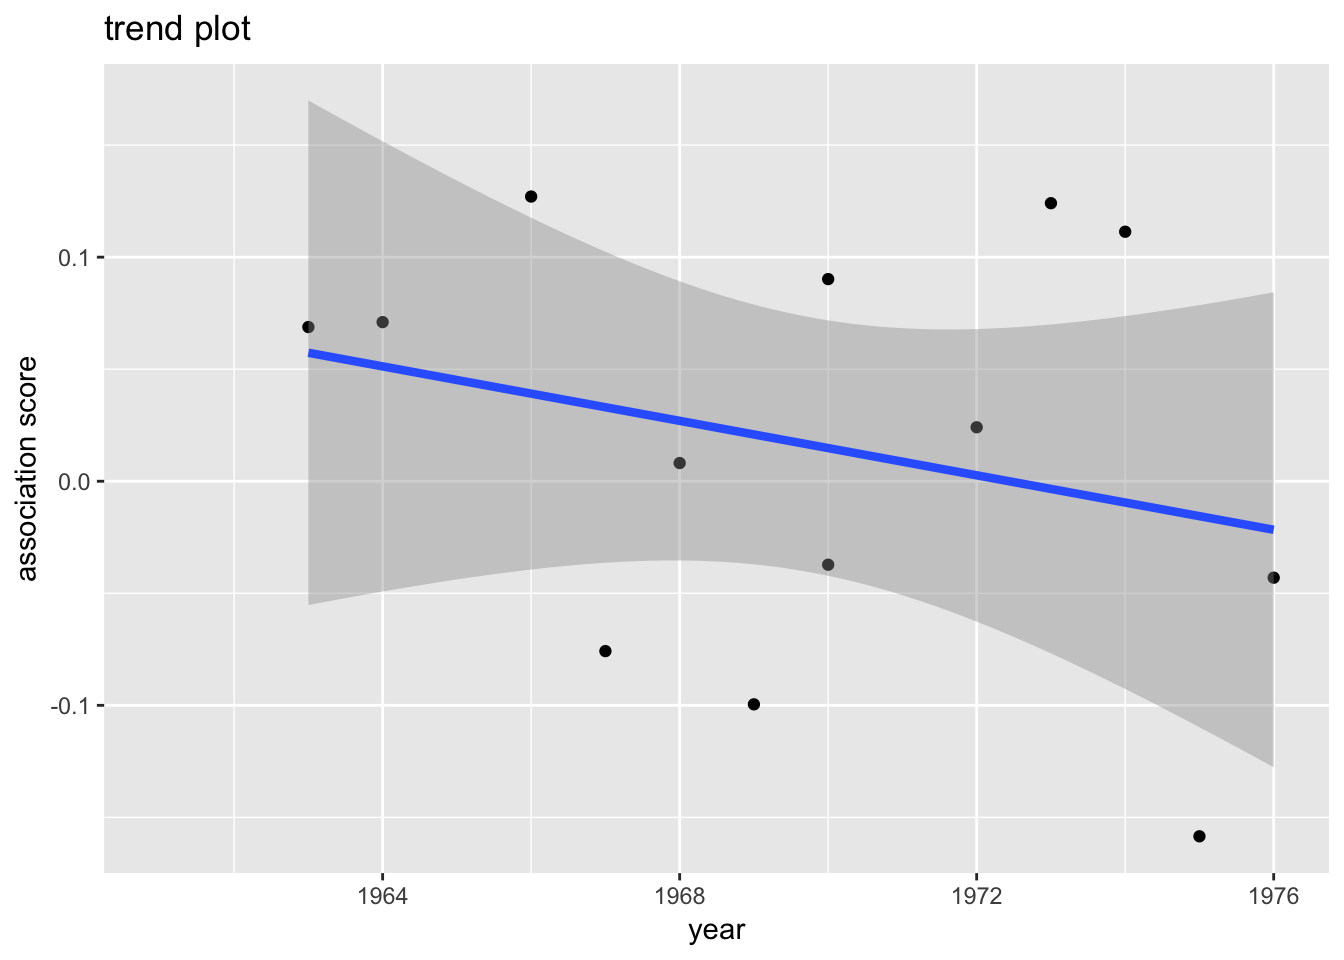 trend plot
association score
0.1
0.0
-0.1
1964
1968
1972
1976
year